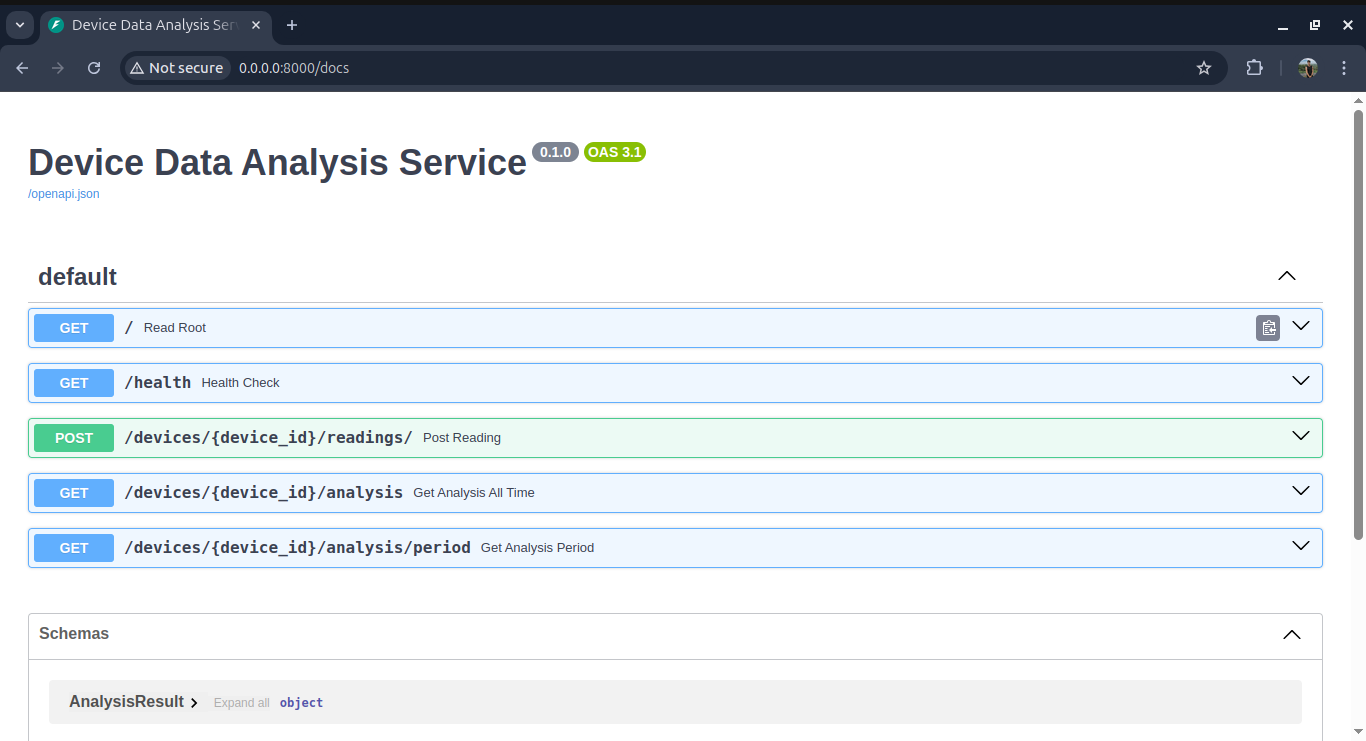 Device Data Analysis Ser
Not secure 0.0.0.0:8000/docs
Device Data Analysis Service 0.1.0 OAS 3.1
/openapi.json
default
GET / Read Root
GET /health Health Check
POST /devices/{device_id}/readings/ Post Reading
GET /devices/{device_id}/analysis Get Analysis All Time
GET /devices/{device_id}/analysis/period Get Analysis Period
Schemas
AnalysisResult Expand all object